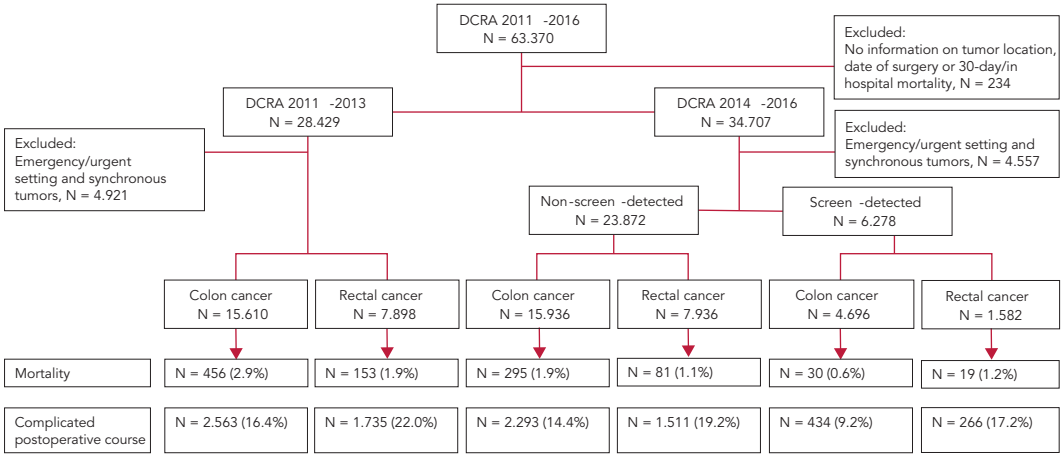 DCRA 2011 -2016
N = 63.370
Excluded:
No information on tumor location,
date of surgery or 30-day/in
hospital mortality, N = 234
DCRA 2011 -2013
N = 28.429
DCRA 2014 -2016
N = 34.707
Excluded:
Emergency/urgent
setting and synchronous
tumors, N = 4.921
Excluded:
Emergency/urgent setting and
synchronous tumors, N = 4.557
Non-screen -detected
N = 23.872
Screen -detected
N = 6.278
Colon cancer
N = 15.610
Rectal cancer
N = 7.898
Colon cancer
N = 15.936
Rectal cancer
N = 7.936
Colon cancer
N = 4.696
Rectal cancer
N = 1.582
Mortality
N = 456 (2.9%)
N = 153 (1.9%)
N = 295 (1.9%)
N = 81 (1.1%)
N = 30 (0.6%)
N = 19 (1.2%)
Complicated
postoperative course
N = 2.563 (16.4%)
N = 1.735 (22.0%)
N = 2.293 (14.4%)
N = 1.511 (19.2%)
N = 434 (9.2%)
N = 266 (17.2%)